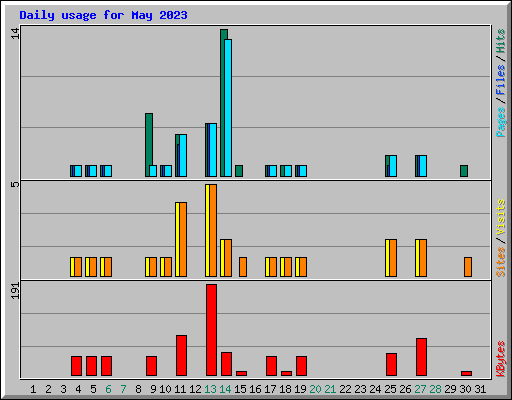 Daily usage for May 2023
14
5
191
Pages/Files/Hits
Sites/Visits
KBytes
1 2 3 4 5 6 7 8 9 10 11 12 13 14 15 16 17 18 19 20 21 22 23 24 25 26 27 28 29 30 31